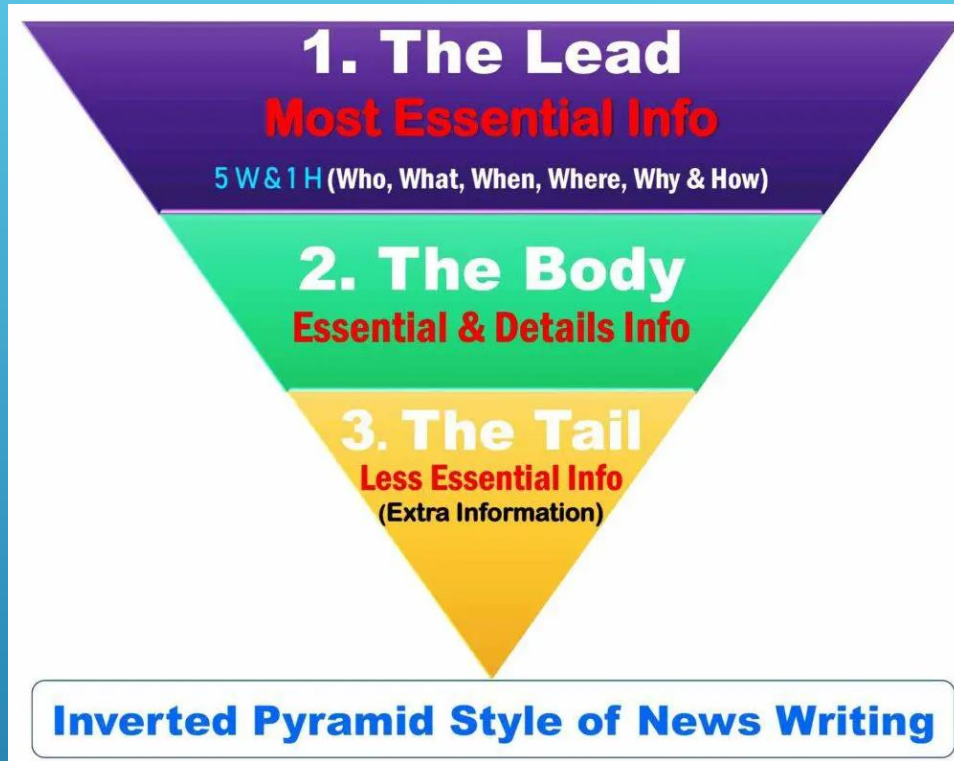 1. The Lead
Most Essential Info
5 W & 1 H (Who, What, When, Where, Why & How)
2. The Body
Essential & Details Info
3. The Tail
Less Essential Info
(Extra Information)
Inverted Pyramid Style of News Writing